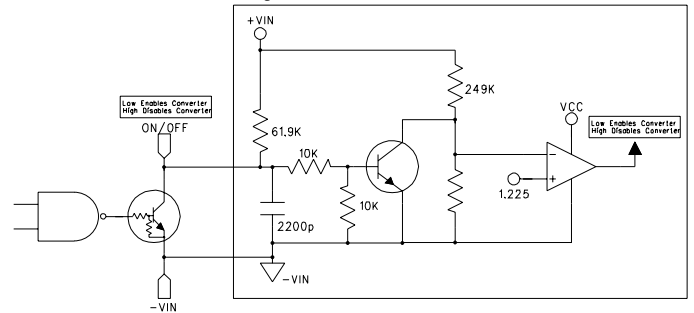 +VIN
249K
VCC
Low Enables Converter
High Disables Converter
ON/OFF
61.9K
Low Enables Converter
High Disables Converter
10K
-
+
1.225
10K
2200p
-VIN
-VIN